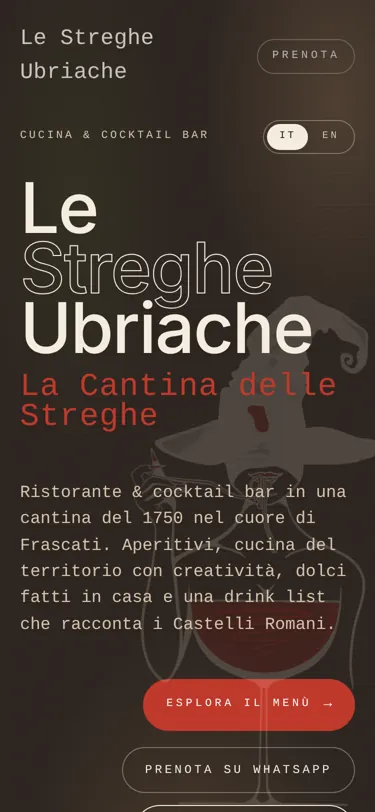 Le Streghe
Ubriache
PRENOTA
CUCINA & COCKTAIL BAR
IT EN
Le
Streghe
Ubriache
La Cantina delle
Streghe
Ristorante & cocktail bar in una
cantina del 1750 nel cuore di
Frascati. Aperitivi, cucina del
territorio con creatività, dolci
fatti in casa e una drink list
che racconta i Castelli Romani.
ESPLORA IL MENÙ →
PRENOTA SU WHATSAPP